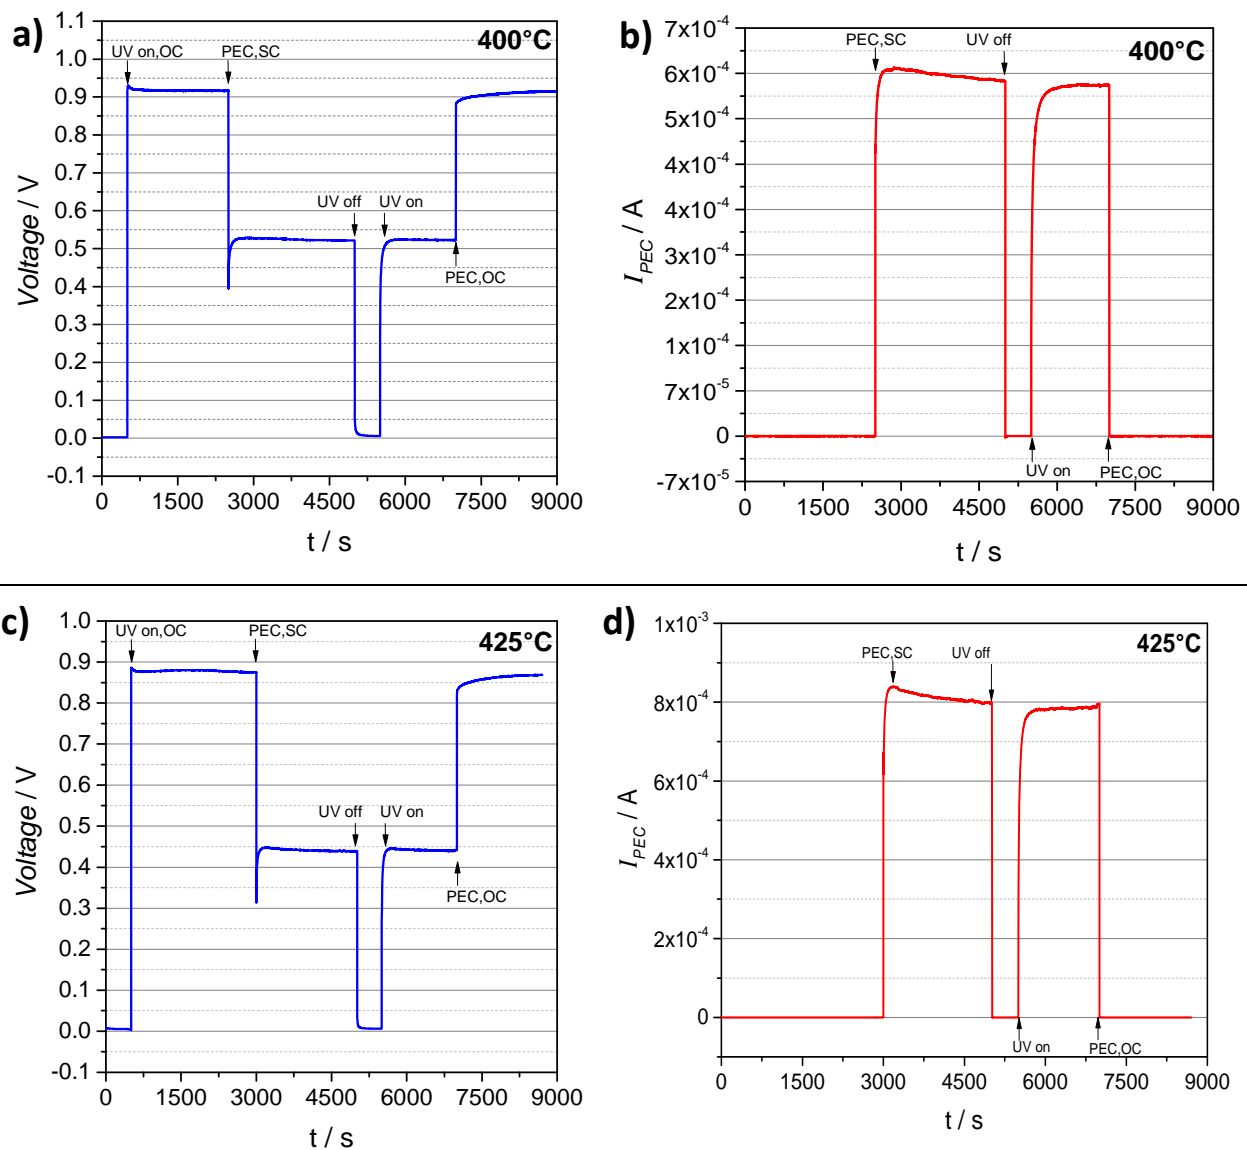 a)
400°C
UV on,OC
PEC,SC
UV off
UV on
PEC,OC
1.1
1.0
0.9
0.8
0.7
0.6
0.5
0.4
0.3
0.2
0.1
0.0
-0.1
Voltage / V
0 1500 3000 4500 6000 7500 9000
t / s
b)
400°C
PEC,SC
UV off
UV on
PEC,OC
7x10⁻⁴
6x10⁻⁴
5x10⁻⁴
4x10⁻⁴
4x10⁻⁴
3x10⁻⁴
2x10⁻⁴
1x10⁻⁴
7x10⁻⁵
0
-7x10⁻⁵
I_PEC / A
0 1500 3000 4500 6000 7500 9000
t / s
c)
425°C
UV on,OC
PEC,SC
UV off
UV on
PEC,OC
1.0
0.9
0.8
0.7
0.6
0.5
0.4
0.3
0.2
0.1
0.0
-0.1
Voltage / V
0 1500 3000 4500 6000 7500 9000
t / s
d)
425°C
PEC,SC
UV off
UV on
PEC,OC
1x10⁻³
8x10⁻⁴
6x10⁻⁴
4x10⁻⁴
2x10⁻⁴
0
I_PEC / A
0 1500 3000 4500 6000 7500 9000
t / s